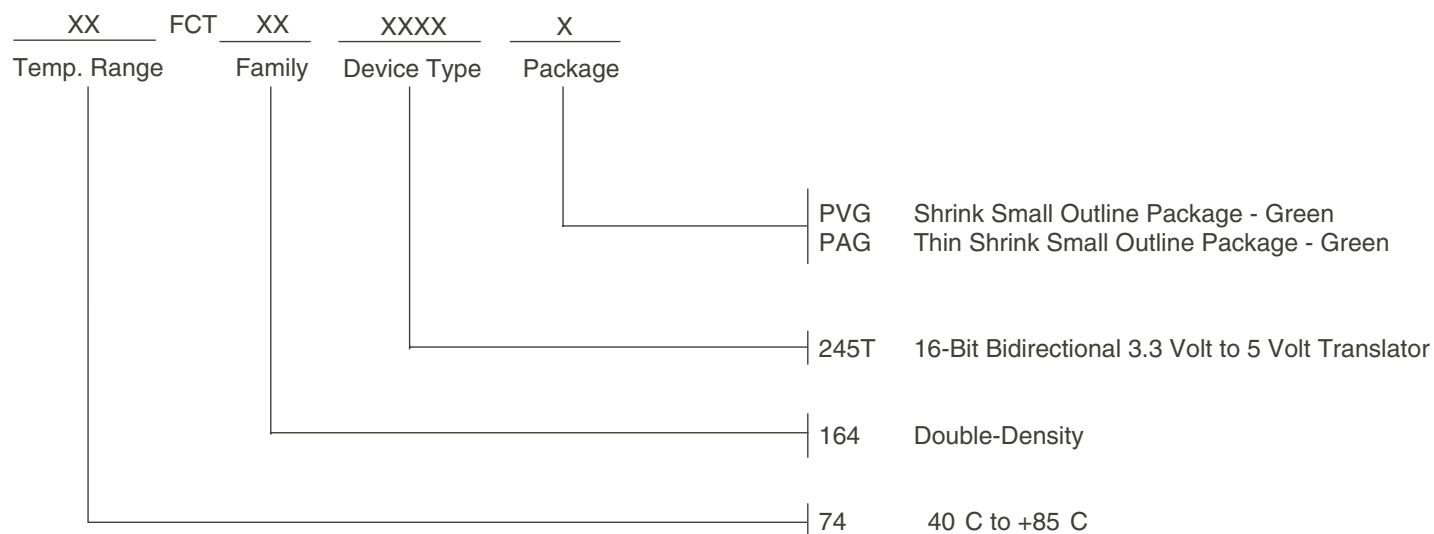 XX FCT XX XXXX X
Temp. Range Family Device Type Package
PVG Shrink Small Outline Package - Green
PAG Thin Shrink Small Outline Package - Green
245T 16-Bit Bidirectional 3.3 Volt to 5 Volt Translator
164 Double-Density
74 40 C to +85 C